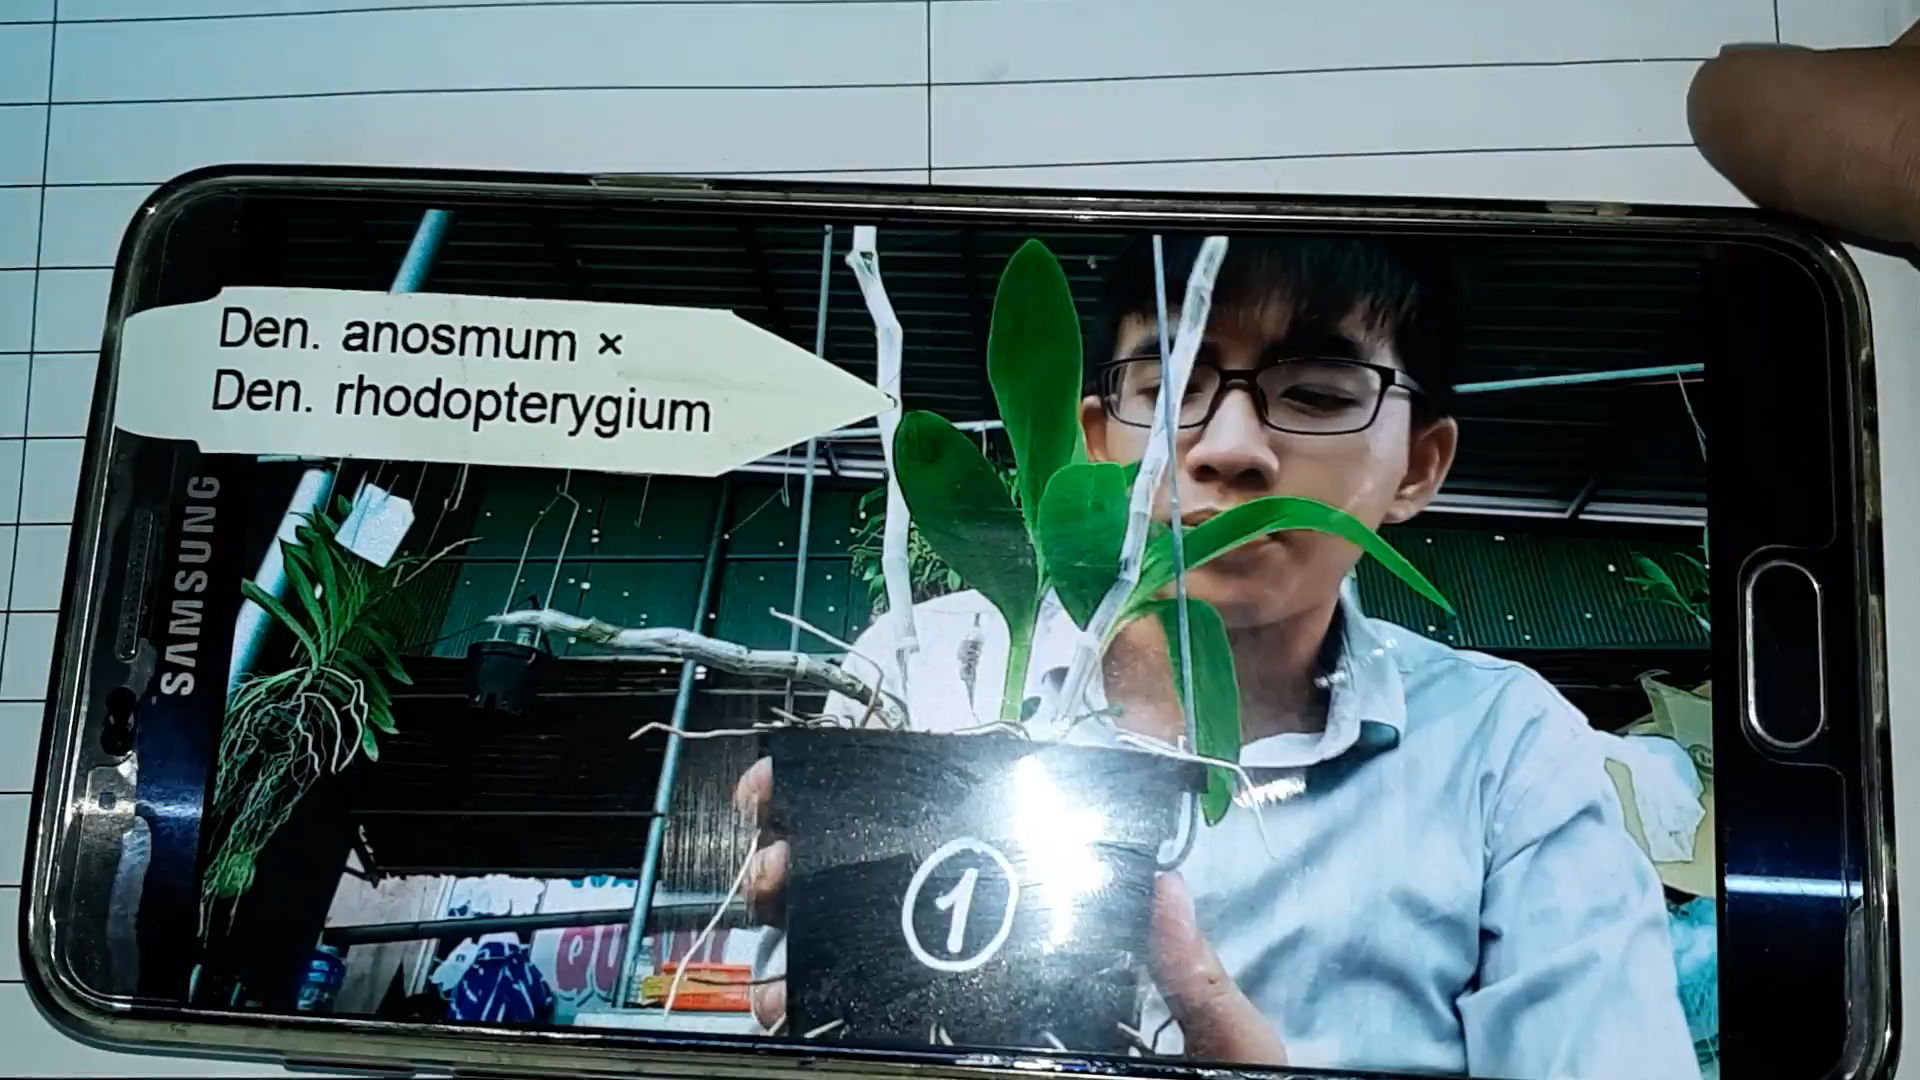 Den. anosmum ×
Den. rhodopterygium
SAMSUNG
1